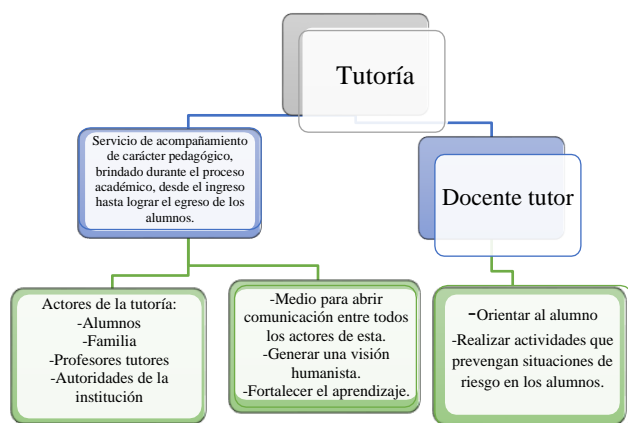 Tutoría
Servicio de acompañamiento
de carácter pedagógico,
brindado durante el proceso
académico, desde el ingreso
hasta lograr el egreso de los
alumnos.
Docente tutor
Actores de la tutoría:
-Alumnos
-Familia
-Profesores tutores
-Autoridades de la
institución
-Medio para abrir
comunicación entre todos
los actores de esta.
-Generar una visión
humanista.
-Fortalecer el aprendizaje.
-Orientar al alumno
-Realizar actividades que
prevengan situaciones de
riesgo en los alumnos.